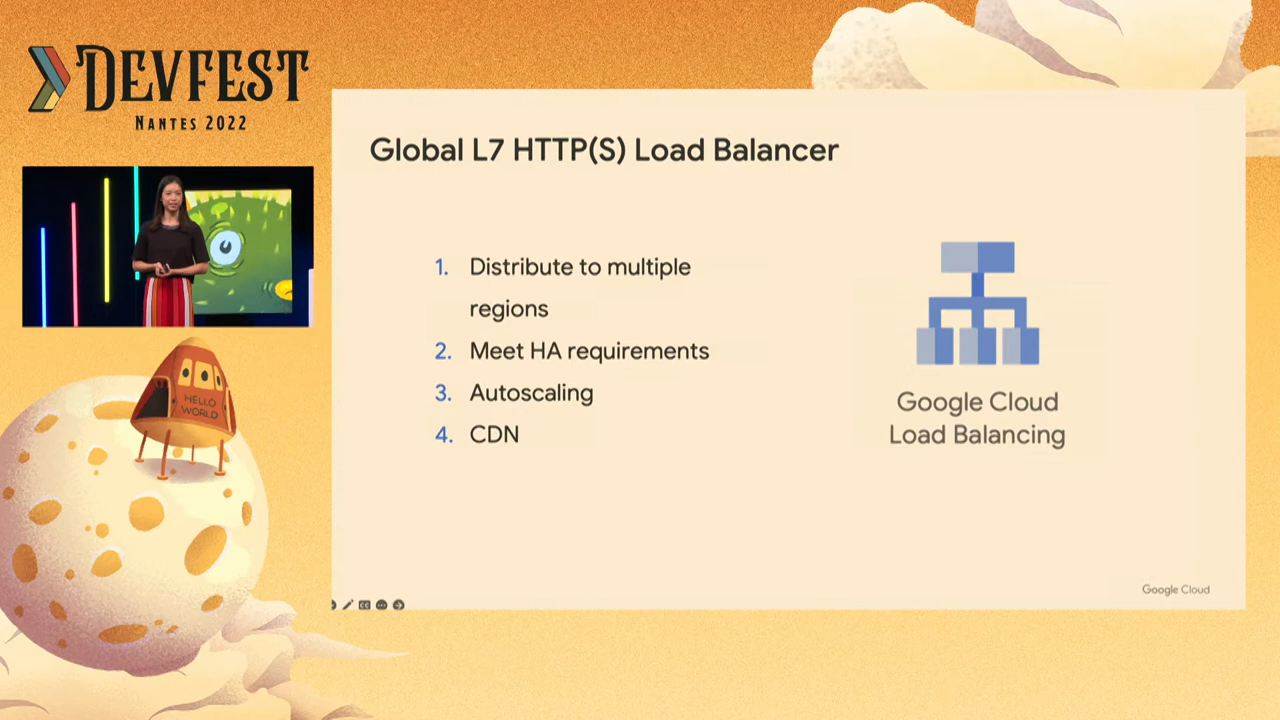 DEVFEST
NANTES 2022
HELLO
WORLD
Global L7 HTTP(S) Load Balancer
1. Distribute to multiple
regions
2. Meet HA requirements
3. Autoscaling
4. CDN
Google Cloud
Load Balancing
Google Cloud